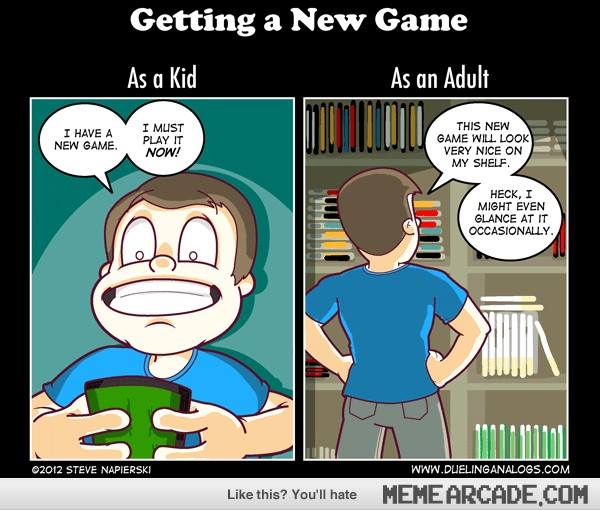 Getting a New Game
As a Kid
As an Adult
I HAVE A
NEW GAME.
I MUST
PLAY IT
NOW!
THIS NEW
GAME WILL LOOK
VERY NICE ON
MY SHELF.
HECK, I
MIGHT EVEN
GLANCE AT IT
OCCASIONALLY.
©2012 STEVE NAPIERSKI
WWW.DUELINGANALOGS.COM
Like this? You'll hate MEMEARCADE.COM!